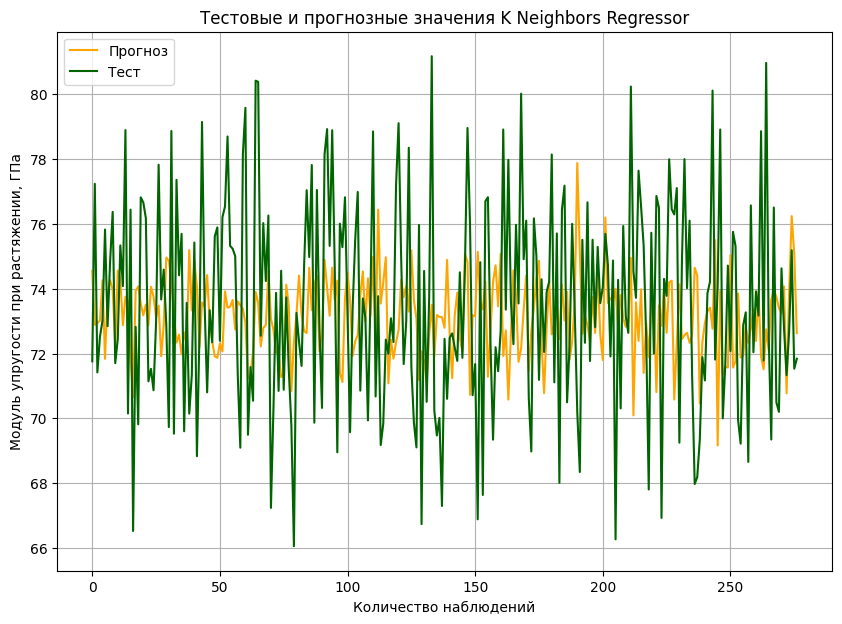 Тестовые и прогнозные значения K Neighbors Regressor
Прогноз
Тест
Модуль упругости при растяжении, ГПа
80
78
76
74
72
70
68
66
0 50 100 150 200 250
Количество наблюдений